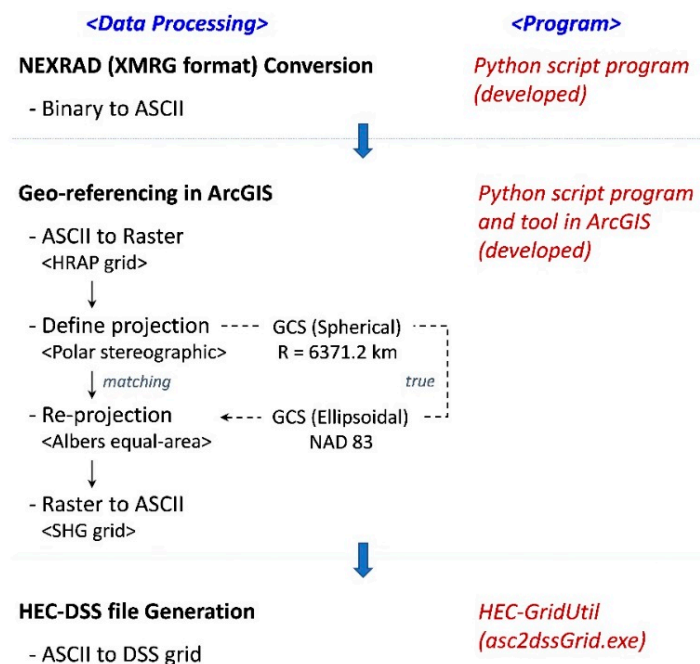 <Data Processing>
<Program>
NEXRAD (XMRG format) Conversion
Python script program
(developed)
- Binary to ASCII
Geo-referencing in ArcGIS
Python script program
and tool in ArcGIS
(developed)
- ASCII to Raster
<HRAP grid>
- Define projection
<Polar stereographic>
GCS (Spherical)
R = 6371.2 km
matching
true
- Re-projection
<Albers equal-area>
GCS (Ellipsoidal)
NAD 83
- Raster to ASCII
<SHG grid>
HEC-DSS file Generation
HEC-GridUtil
(asc2dssGrid.exe)
- ASCII to DSS grid